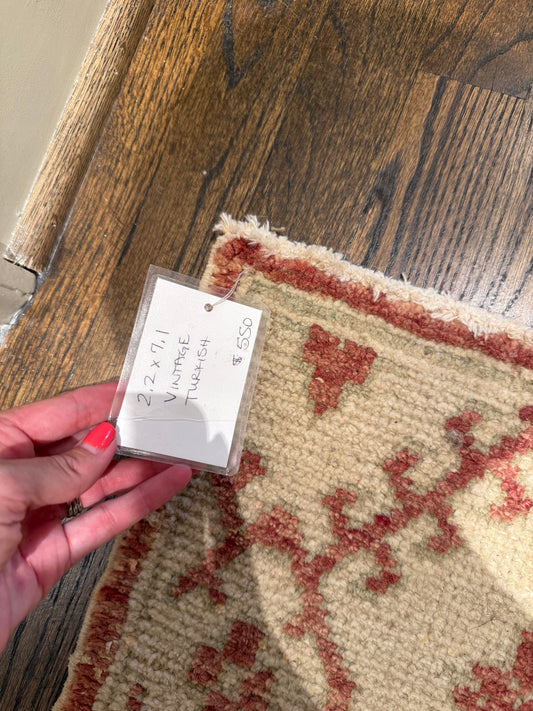 2.2 x 7.1
VINTAGE
TURKISH
$550